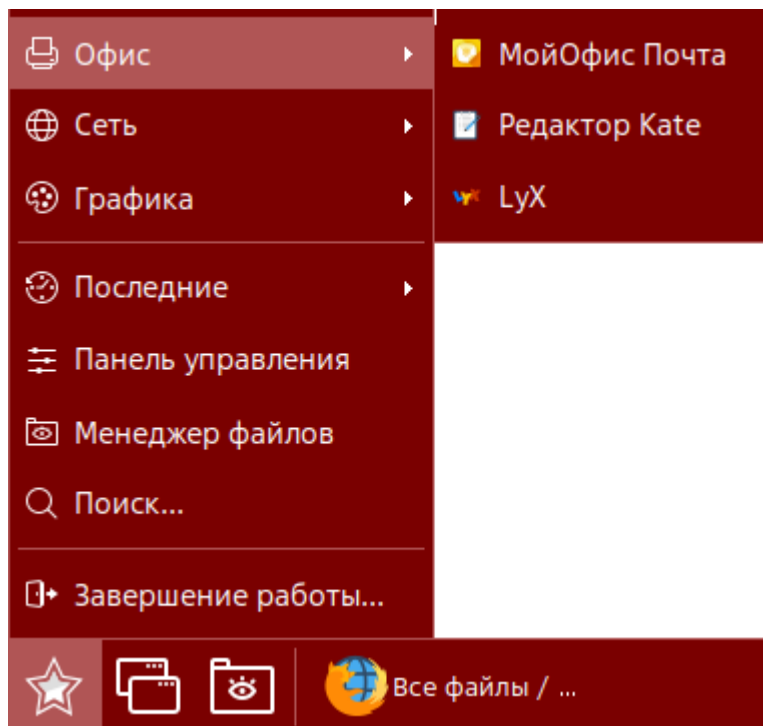 Офис
Сеть
Графика
Последние
Панель управления
Менеджер файлов
Поиск...
Завершение работы...
МойОфис Почта
Редактор Kate
LyX
Все файлы / ...